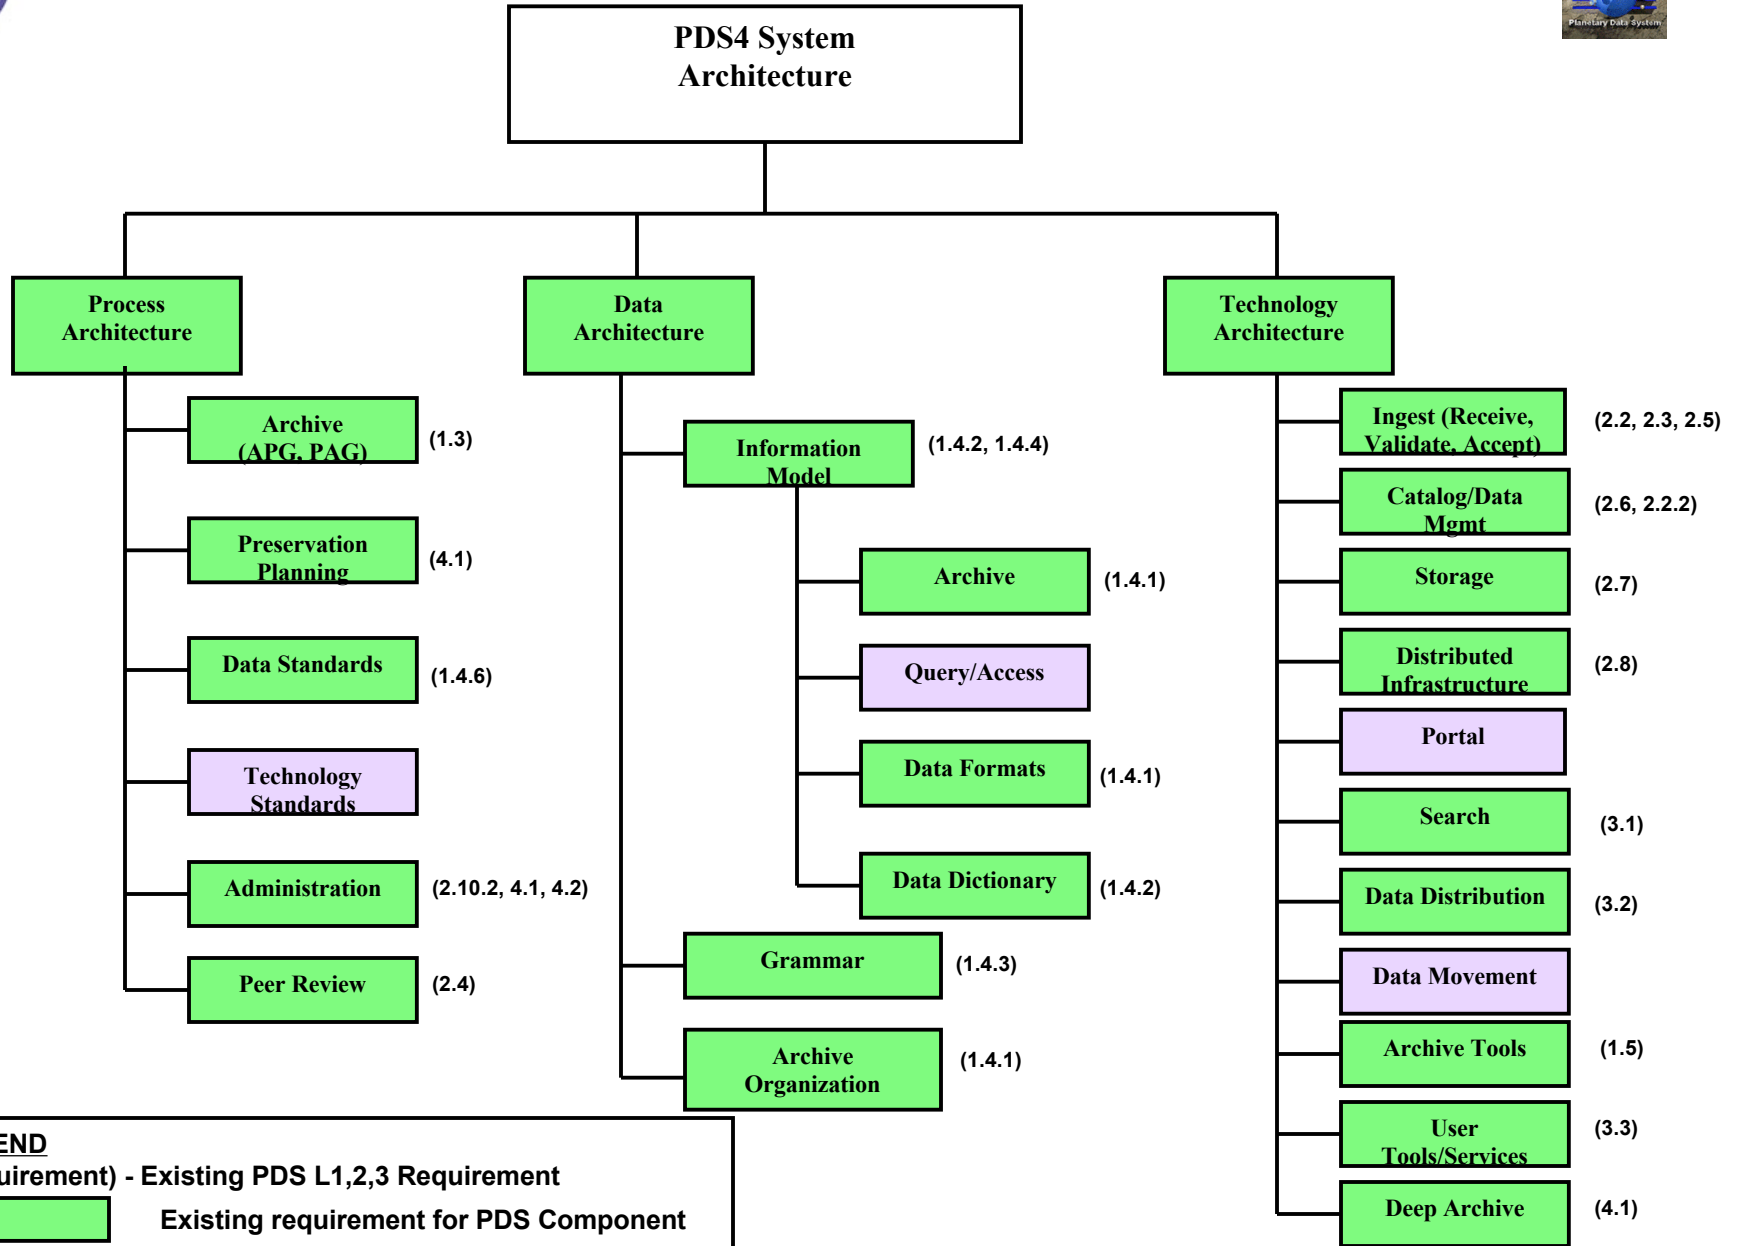 Planetary Data System
PDS4 System
Architecture
Process
Architecture
Archive
(APG, PAG)
(1.3)
Preservation
Planning
(4.1)
Data Standards
(1.4.6)
Technology
Standards
Administration
(2.10.2, 4.1, 4.2)
Peer Review
(2.4)
Data
Architecture
Information
Model
(1.4.2, 1.4.4)
Archive
(1.4.1)
Query/Access
Data Formats
(1.4.1)
Data Dictionary
(1.4.2)
Grammar
(1.4.3)
Archive
Organization
(1.4.1)
Technology
Architecture
Ingest (Receive,
Validate, Accept)
(2.2, 2.3, 2.5)
Catalog/Data
Mgmt
(2.6, 2.2.2)
Storage
(2.7)
Distributed
Infrastructure
(2.8)
Portal
Search
(3.1)
Data Distribution
(3.2)
Data Movement
Archive Tools
(1.5)
User
Tools/Services
(3.3)
Deep Archive
(4.1)
END
uirement) - Existing PDS L1,2,3 Requirement
Existing requirement for PDS Component